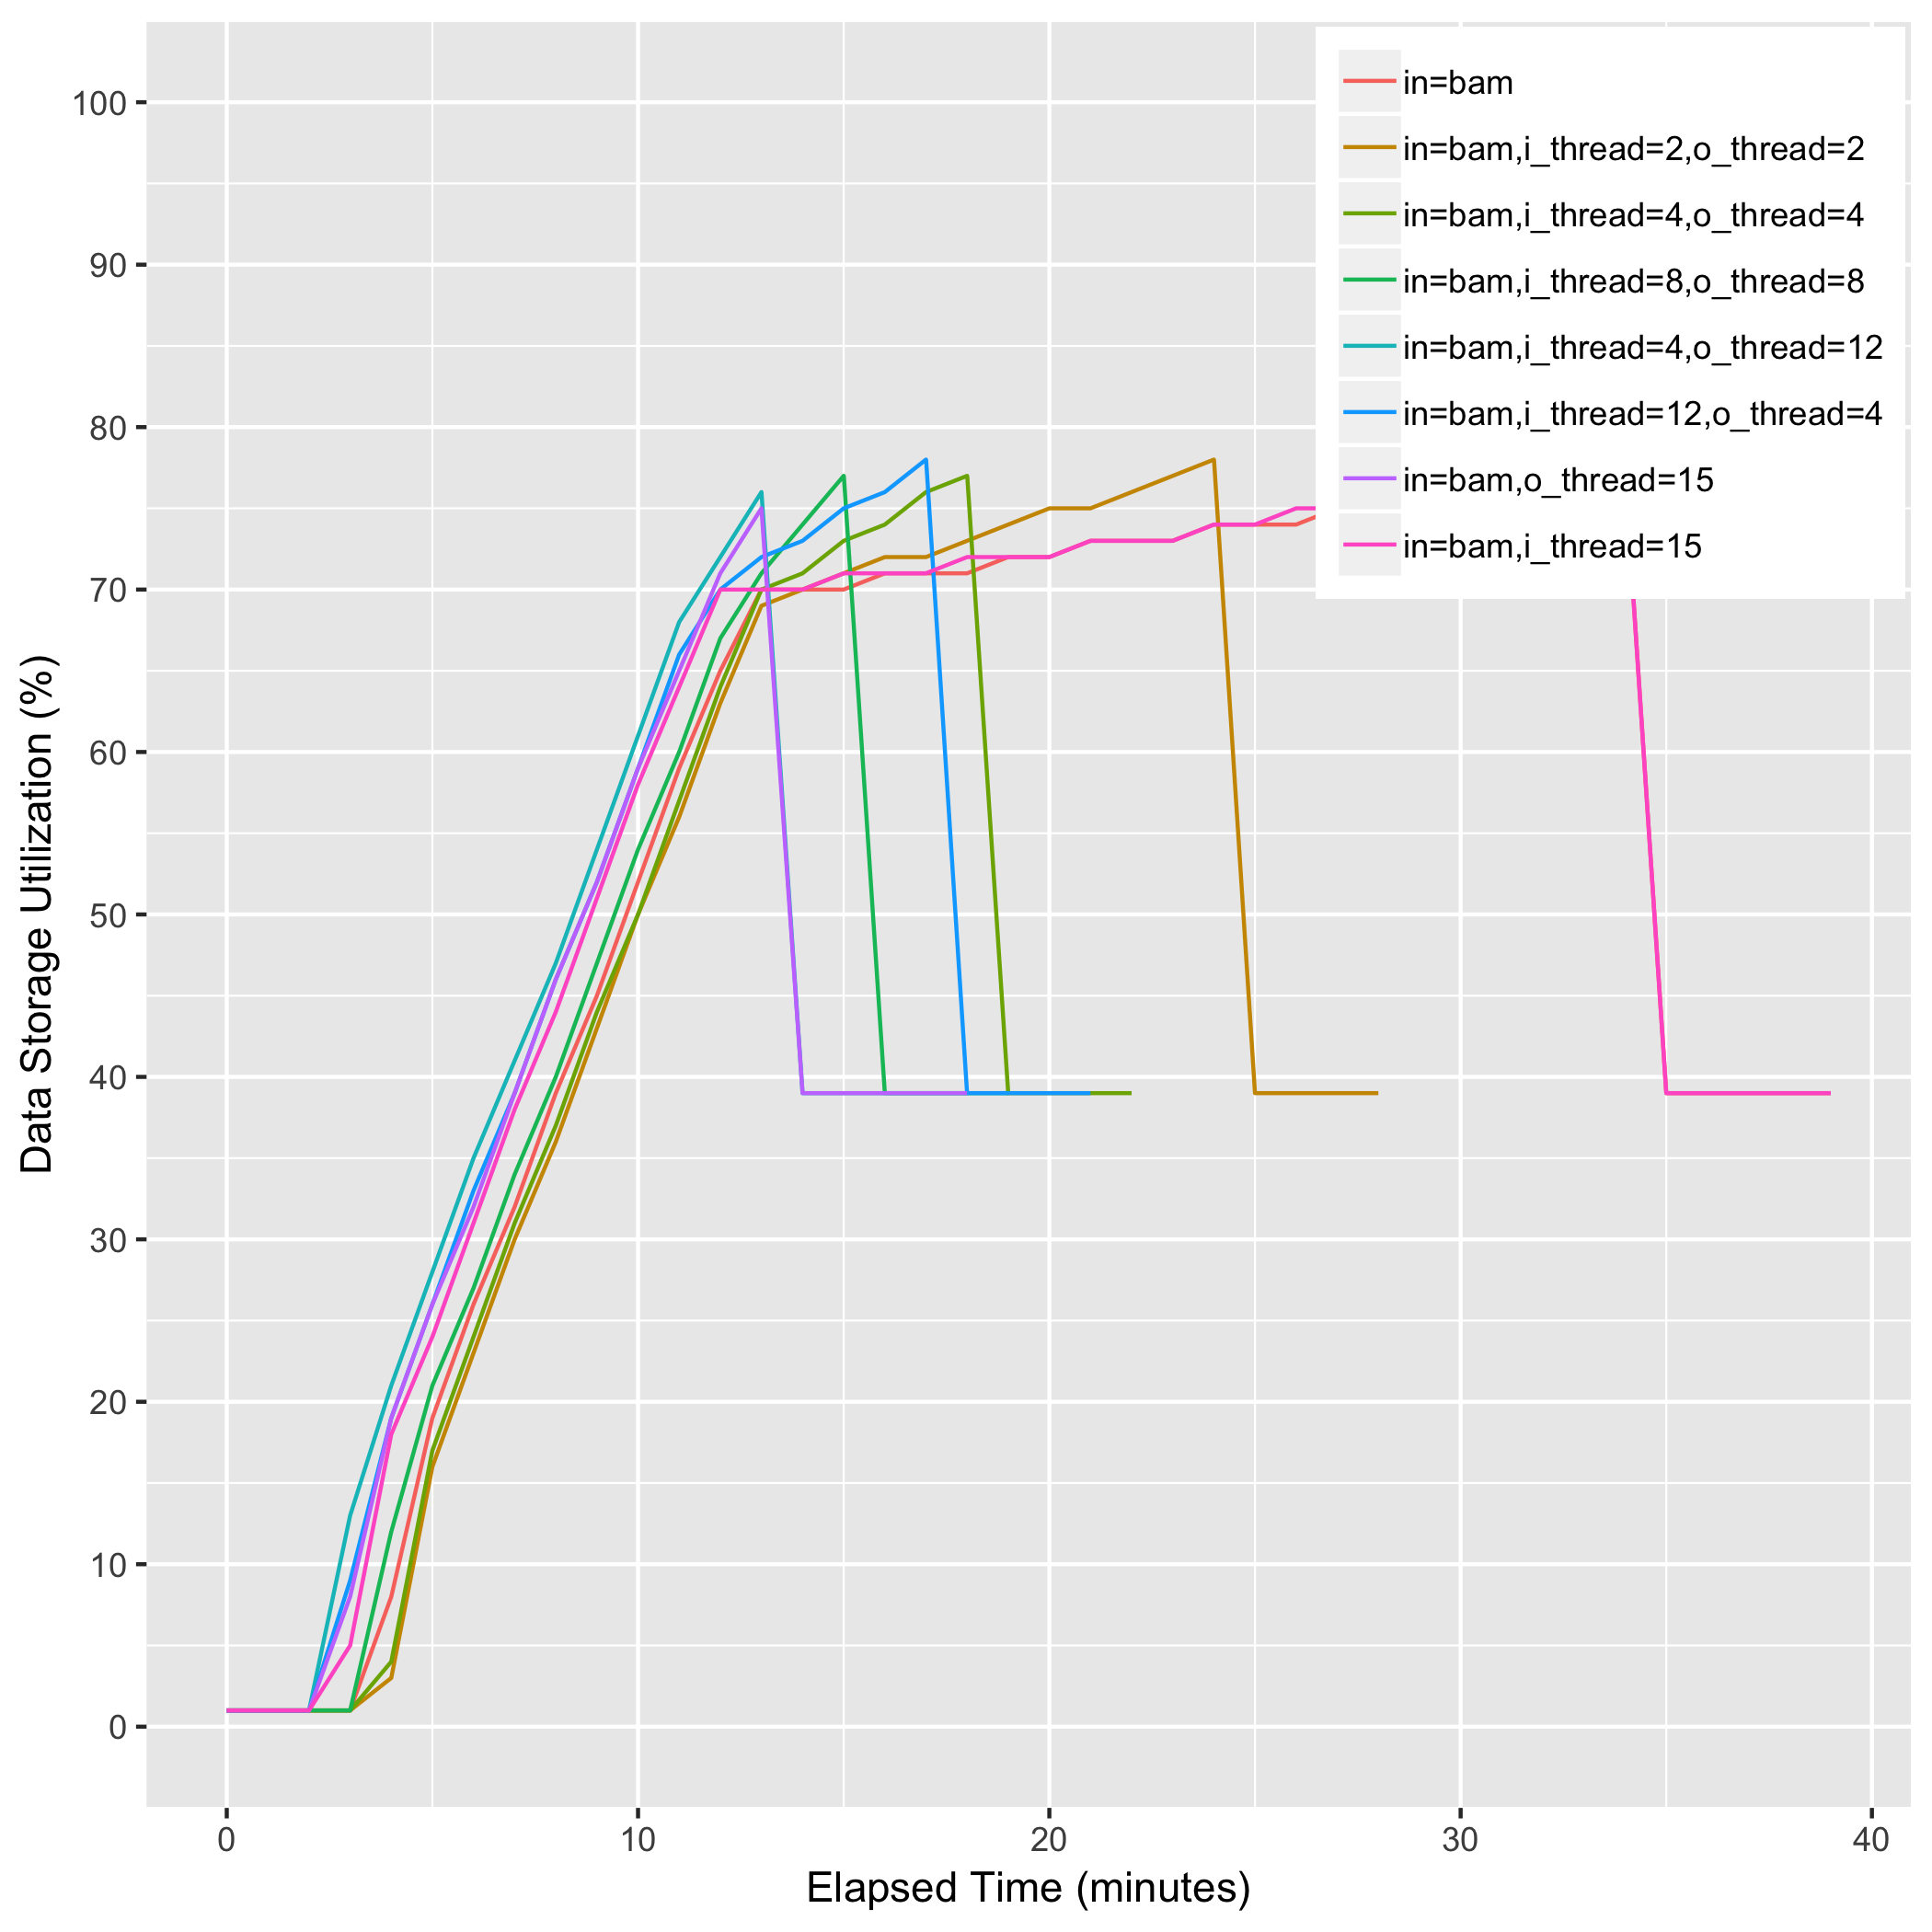 in=bam
in=bam,i_thread=2,o_thread=2
in=bam,i_thread=4,o_thread=4
in=bam,i_thread=8,o_thread=8
in=bam,i_thread=4,o_thread=12
in=bam,i_thread=12,o_thread=4
in=bam,o_thread=15
in=bam,i_thread=15
Data Storage Utilization (%)
100
90
80
70
60
50
40
30
20
10
0
0 10 20 30 40
Elapsed Time (minutes)